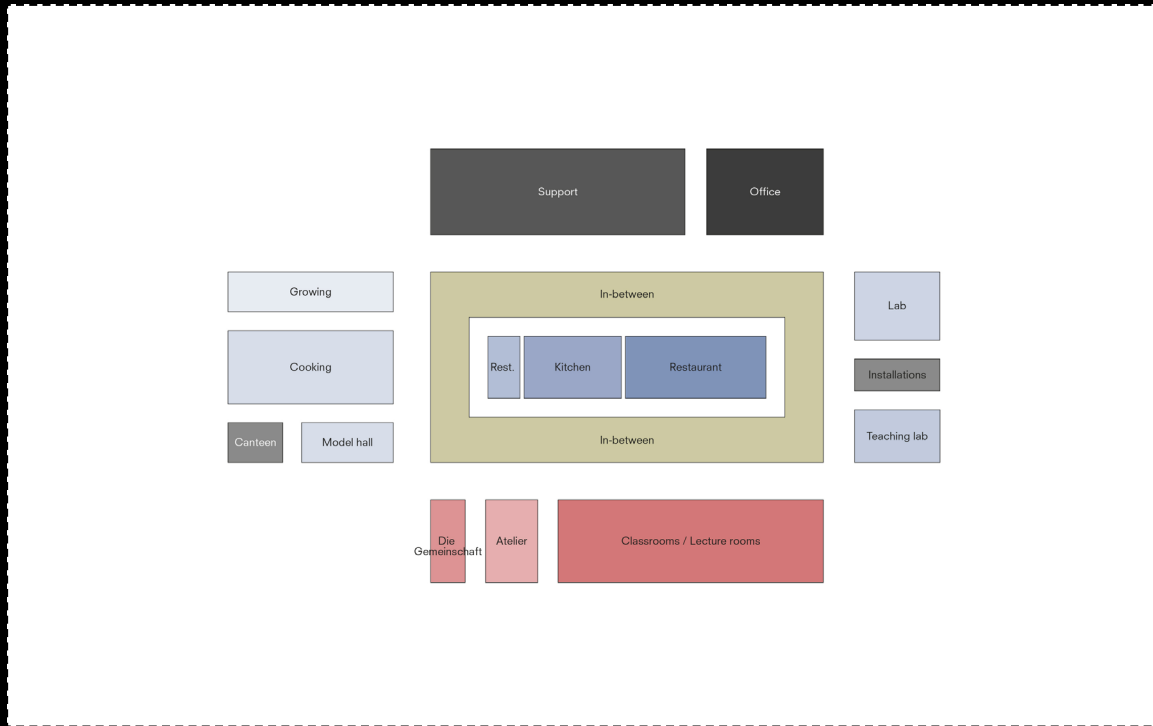 Support
Office
Growing
In-between
Lab
Cooking
Rest.
Kitchen
Restaurant
Installations
Canteen
Model hall
In-between
Teaching lab
Die
Gemeinschaft
Atelier
Classrooms / Lecture rooms